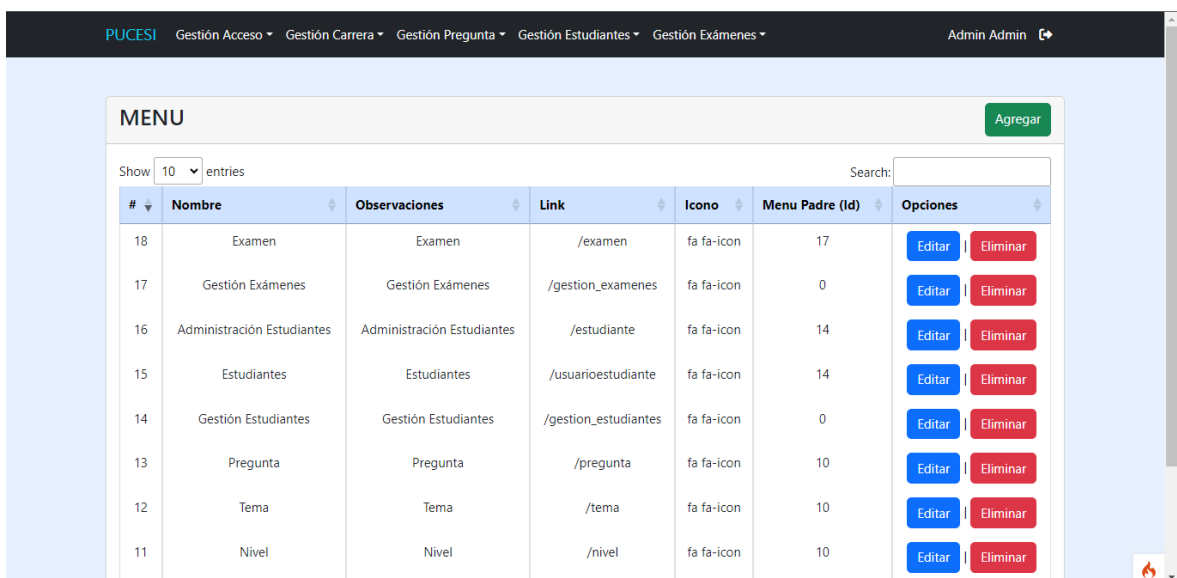 PUCESI Gestión Acceso Gestión Carrera Gestión Pregunta Gestión Estudiantes Gestión Exámenes Admin Admin
MENU Agregar
Show 10 entries Search:
# Nombre Observaciones Link Icono Menu Padre (Id) Opciones
18 Examen Examen /examen fa fa-icon 17 Editar | Eliminar
17 Gestión Exámenes Gestión Exámenes /gestion_examenes fa fa-icon 0 Editar | Eliminar
16 Administración Estudiantes Administración Estudiantes /estudiante fa fa-icon 14 Editar | Eliminar
15 Estudiantes Estudiantes /usuarioestudiante fa fa-icon 14 Editar | Eliminar
14 Gestión Estudiantes Gestión Estudiantes /gestion_estudiantes fa fa-icon 0 Editar | Eliminar
13 Pregunta Pregunta /pregunta fa fa-icon 10 Editar | Eliminar
12 Tema Tema /tema fa fa-icon 10 Editar | Eliminar
11 Nivel Nivel /nivel fa fa-icon 10 Editar | Eliminar